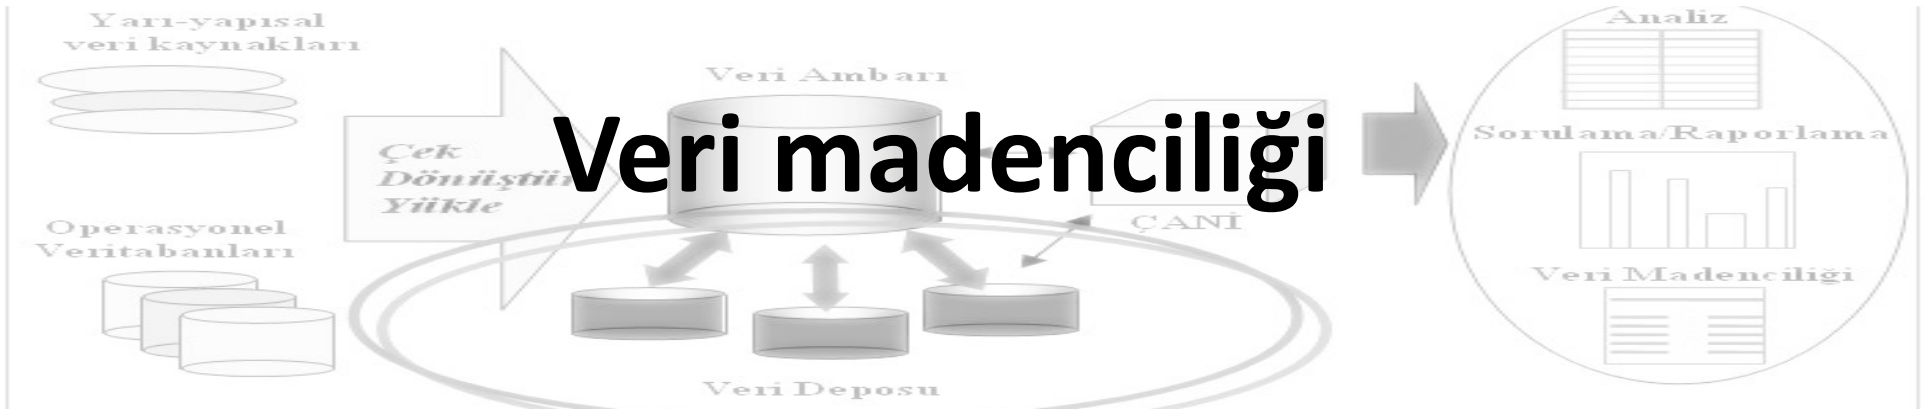 Yarı-yapısal
veri kaynakları
Operasyonel
Veritabanları
Çek
Dönüştür
Yükle
Veri Ambarı
Veri madenciliği
ÇANİ
Veri Deposu
Analiz
Sorulama/Raporlama
Veri Madenciliği